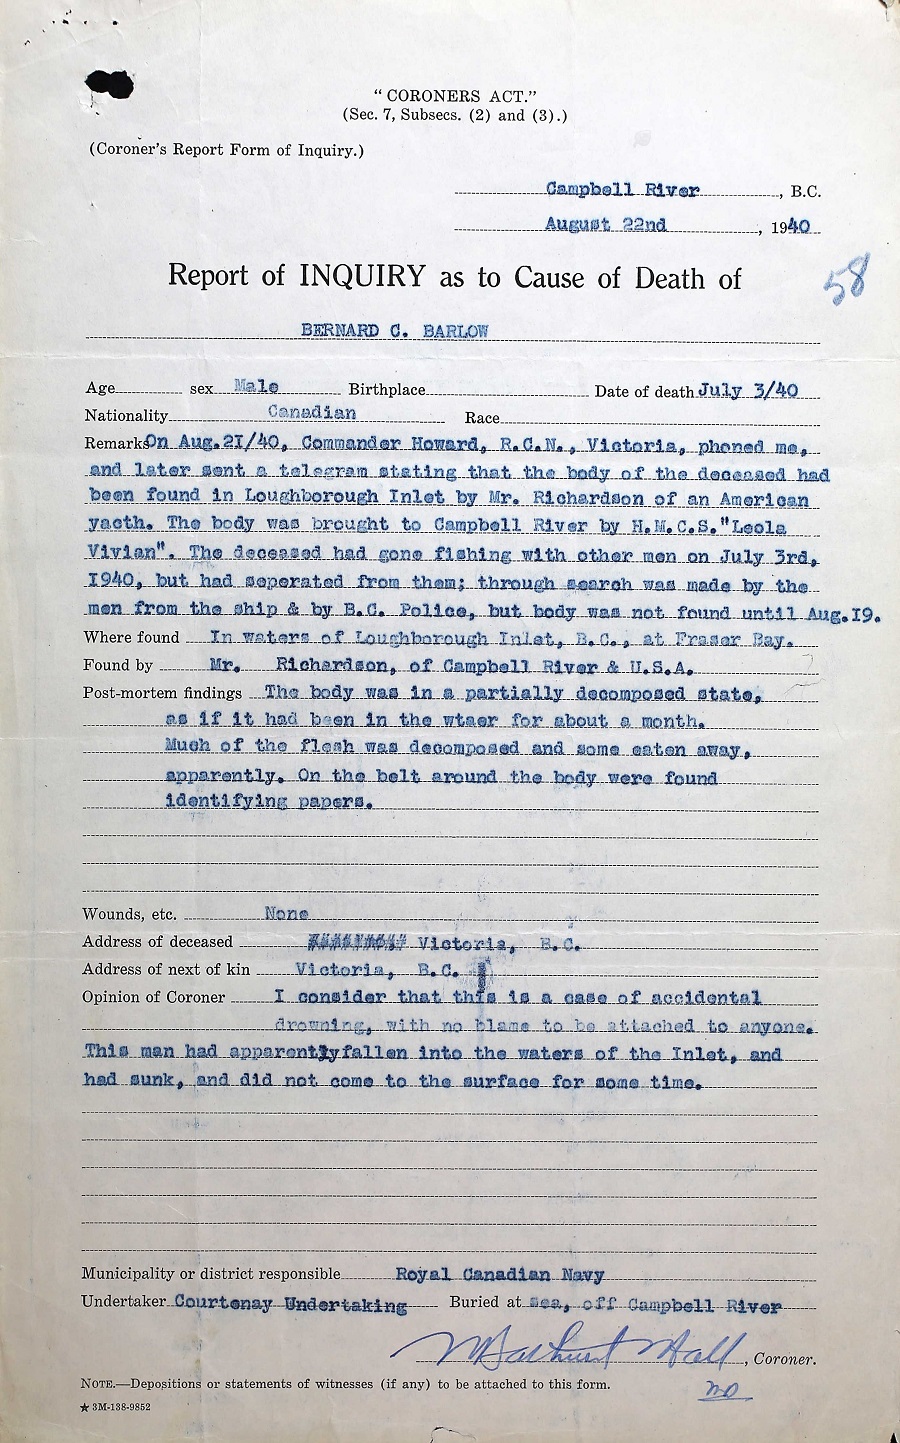 "CORONERS ACT."
(Sec. 7, Subsecs. (2) and (3).)
(Coroner's Report Form of Inquiry.)
Campbell River, B.C.
August 22nd, 1940
58
Report of INQUIRY as to Cause of Death of
BERNARD C. BARLOW
Age sex Male Birthplace Date of death July 3/40
Nationality Canadian Race
Remarks On Aug.21/40, Commander Howard, R.C.N., Victoria, phoned me,
and later sent a telegram stating that the body of the deceased had
been found in Loughborough Inlet by Mr. Richardson of an American
yacth. The body was brought to Campbell River by H.M.C.S."Leola
Vivian". The deceased had gone fishing with other men on July 3rd,
1940, but had seperated from them; through search was made by the
men from the ship & by B.C. Police, but body was not found until Aug.19.
Where found In waters of Loughborough Inlet, B.C., at Fraser Bay.
Found by Mr. Richardson, of Campbell River & U.S.A.
Post-mortem findings The body was in a partially decomposed state,
as if it had been in the wtaer for about a month.
Much of the flesh was decomposed and some eaten away,
apparently. On the belt around the body were found
identifying papers.
Wounds, etc. None
Address of deceased ######## Victoria, B.C.
Address of next of kin Victoria, B.C.
Opinion of Coroner I consider that this is a case of accidental
drowning, with no blame to be attached to anyone.
This man had apparently fallen into the waters of the Inlet, and
had sunk, and did not come to the surface for some time.
Municipality or district responsible Royal Canadian Navy
Undertaker Courtenay Undertaking Buried at sea, off Campbell River
Hall, Coroner.
NOTE.—Depositions or statements of witnesses (if any) to be attached to this form.
★ 3M-138-9852